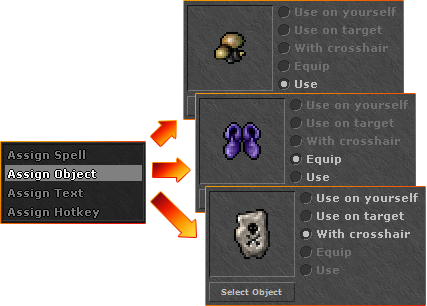 Use on yourself
Use on target
With crosshair
Equip
Use
Assign Spell
Assign Object
Assign Text
Assign Hotkey
Use on yourself
Use on target
With crosshair
Equip
Use
Use on yourself
Use on target
With crosshair
Equip
Use
Select Object